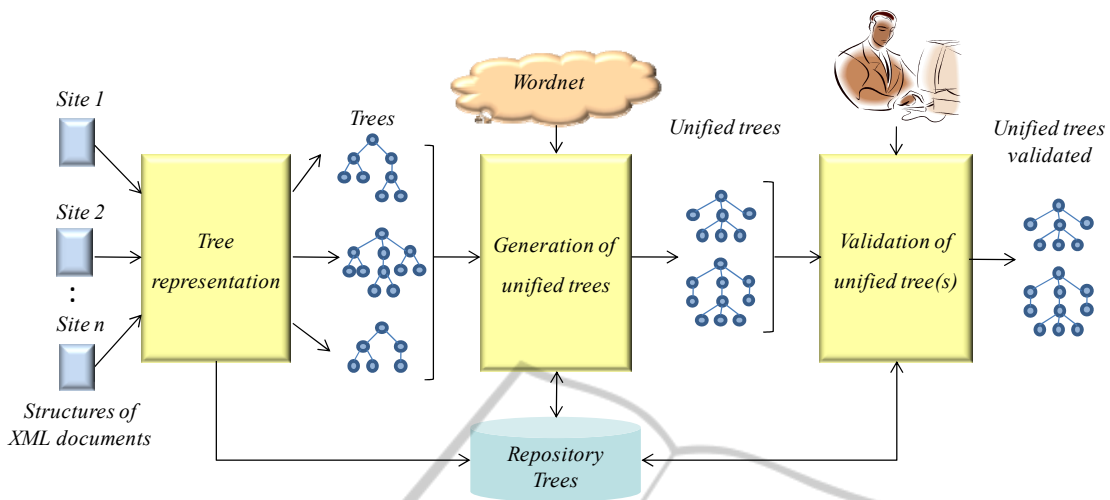 Site 1
Site 2
:
Site n
Structures of
XML documents
Tree
representation
Trees
Wordnet
Generation of
unified trees
Unified trees
Validation of
unified tree(s)
Unified trees
validated
Repository
Trees